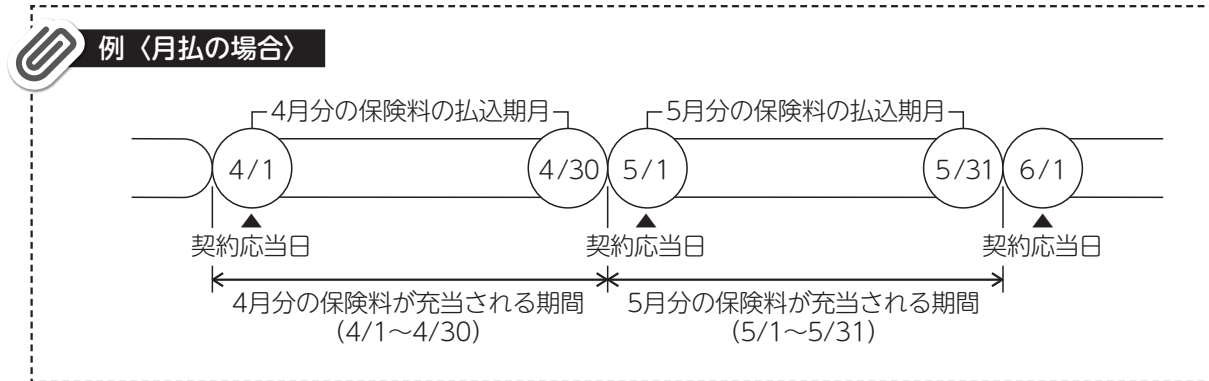 例〈月払の場合〉
4月分の保険料の払込期月
5月分の保険料の払込期月
4/1
4/30
5/1
5/31
6/1
契約応当日
契約応当日
契約応当日
4月分の保険料が充当される期間
(4/1～4/30)
5月分の保険料が充当される期間
(5/1～5/31)